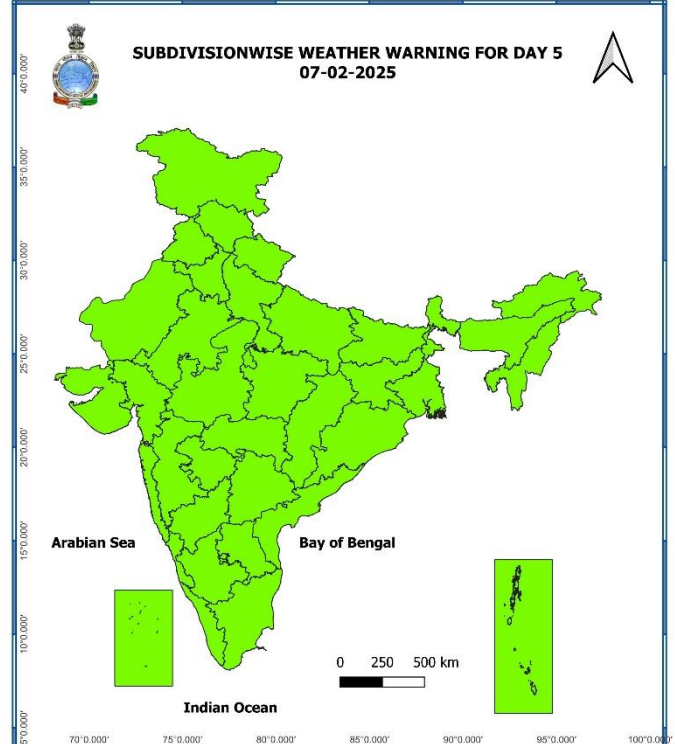 SUBDIVISIONWISE WEATHER WARNING FOR DAY 5
07-02-2025
40°0.000'
35°0.000'
30°0.000'
25°0.000'
20°0.000'
15°0.000'
10°0.000'
5°0.000'
Arabian Sea
Bay of Bengal
0 250 500 km
Indian Ocean
70°0.000' 75°0.000' 80°0.000' 85°0.000' 90°0.000' 95°0.000' 100°0.000'